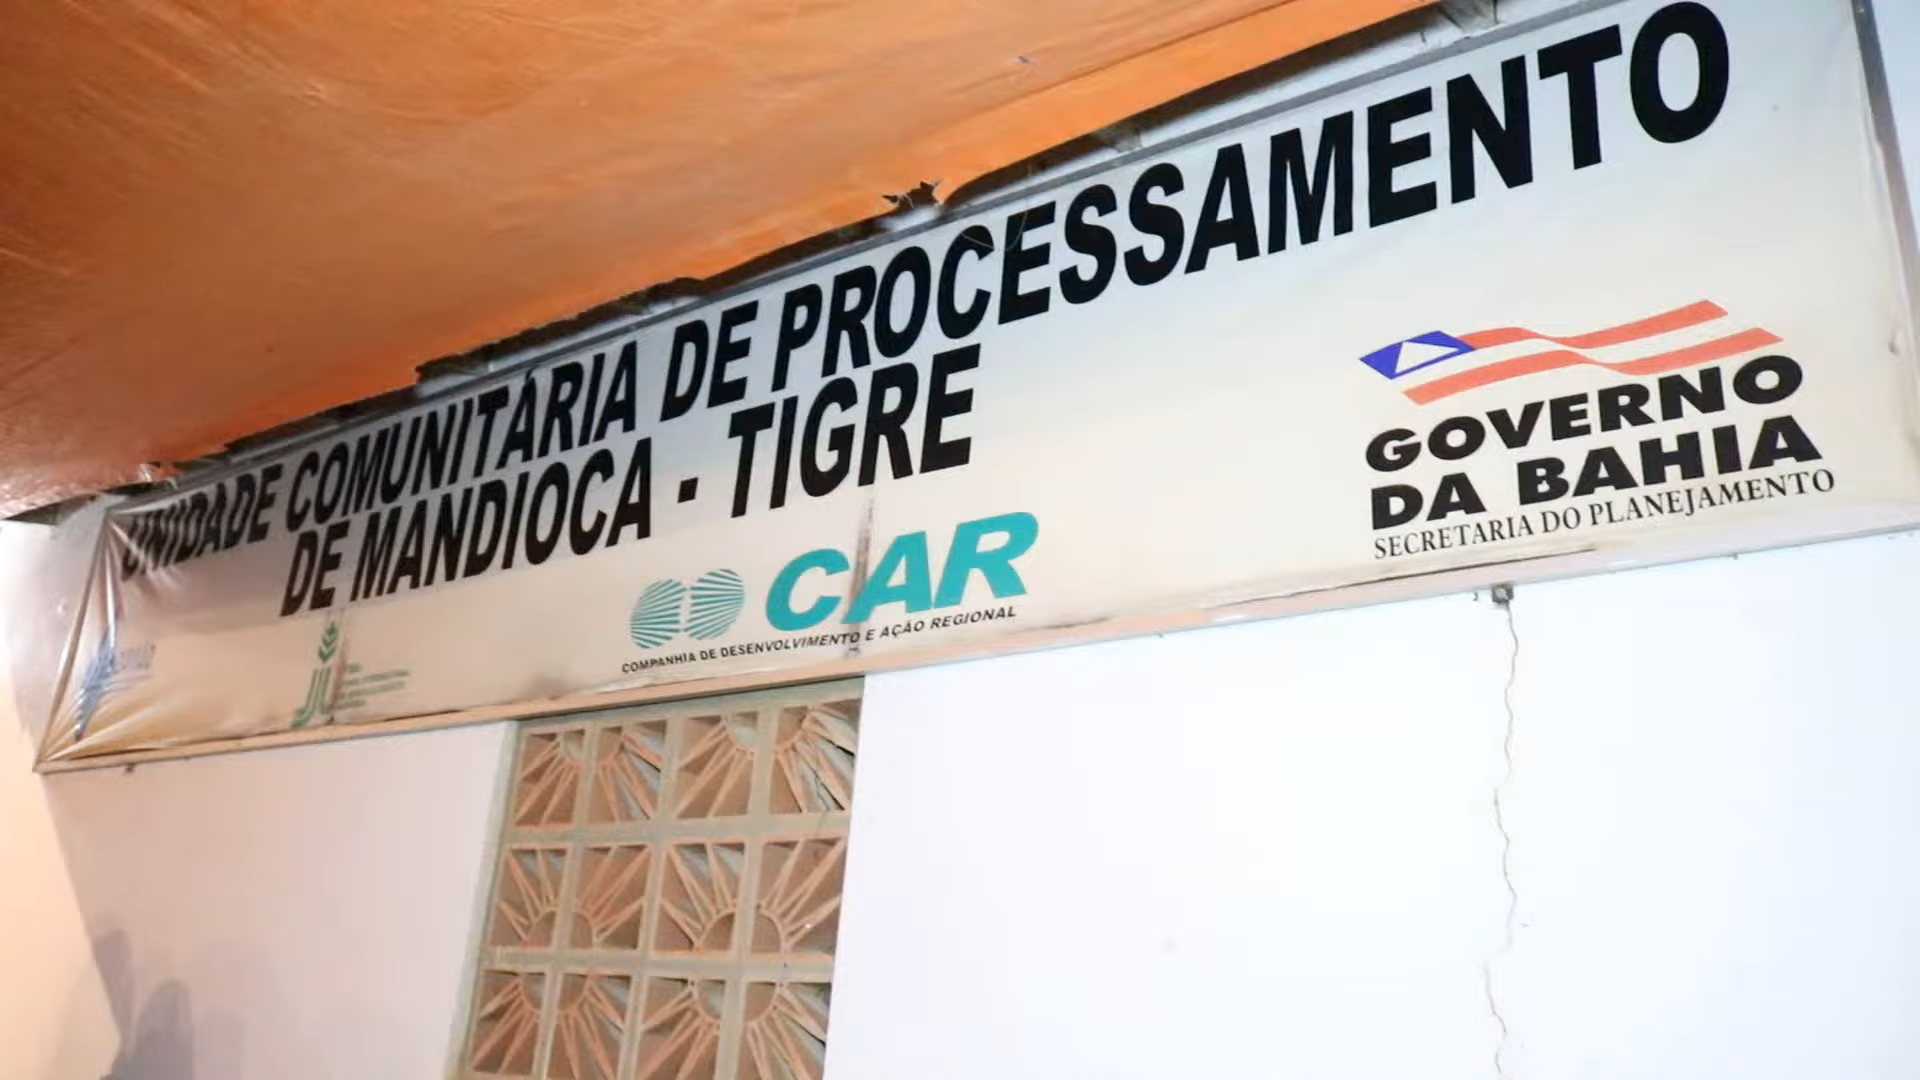 UNIDADE COMUNITÁRIA DE PROCESSAMENTO
DE MANDIOCA - TIGRE
CAR
COMPANHIA DE DESENVOLVIMENTO E AÇÃO REGIONAL
GOVERNO
DA BAHIA
SECRETARIA DO PLANEJAMENTO